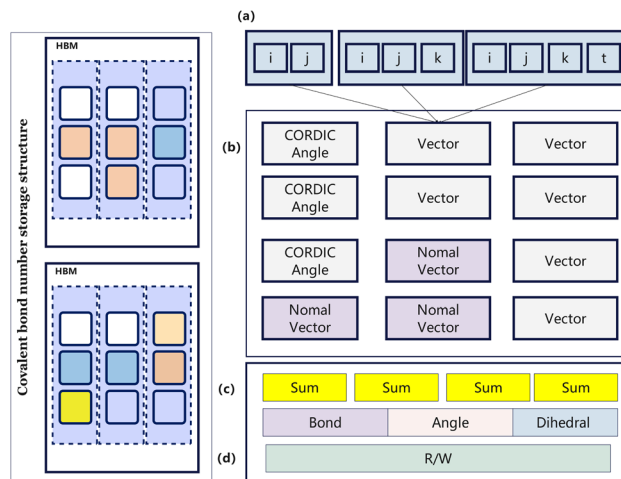 Covalent bond number storage structure
HBM
HBM
(a)
i j i j k i j k t
(b)
CORDIC Angle Vector Vector
CORDIC Angle Vector Vector
CORDIC Angle Nomal Vector Vector
Nomal Vector Nomal Vector Vector
(c)
Sum Sum Sum Sum
Bond Angle Dihedral
(d)
R/W